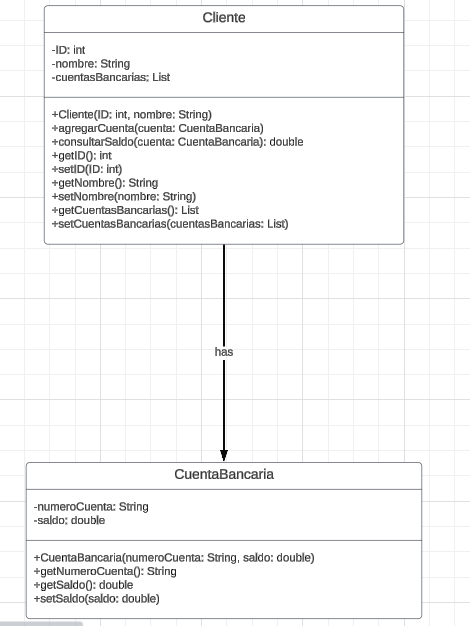 Cliente
-ID: int
-nombre: String
-cuentasBancarias: List
+Cliente(ID: int, nombre: String)
+agregarCuenta(cuenta: CuentaBancaria)
+consultarSaldo(cuenta: CuentaBancaria): double
+getID(): int
+setID(ID: int)
+getNombre(): String
+setNombre(nombre: String)
+getCuentasBancarias(): List
+setCuentasBancarias(cuentasBancarias: List)
has
CuentaBancaria
-numeroCuenta: String
-saldo: double
+CuentaBancaria(numeroCuenta: String, saldo: double)
+getNumeroCuenta(): String
+getSaldo(): double
+setSaldo(saldo: double)